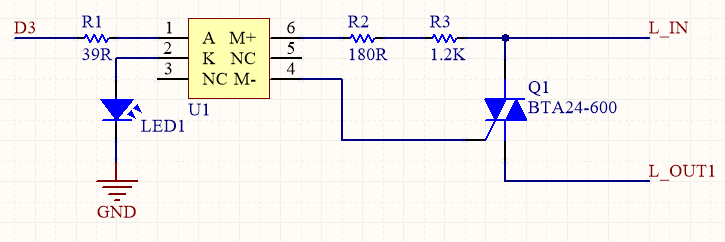 D3
R1
39R
1
2
3
A M+
K NC
NC M-
U1
6
5
4
R2
180R
R3
1.2K
L_IN
Q1
BTA24-600
LED1
L_OUT1
GND